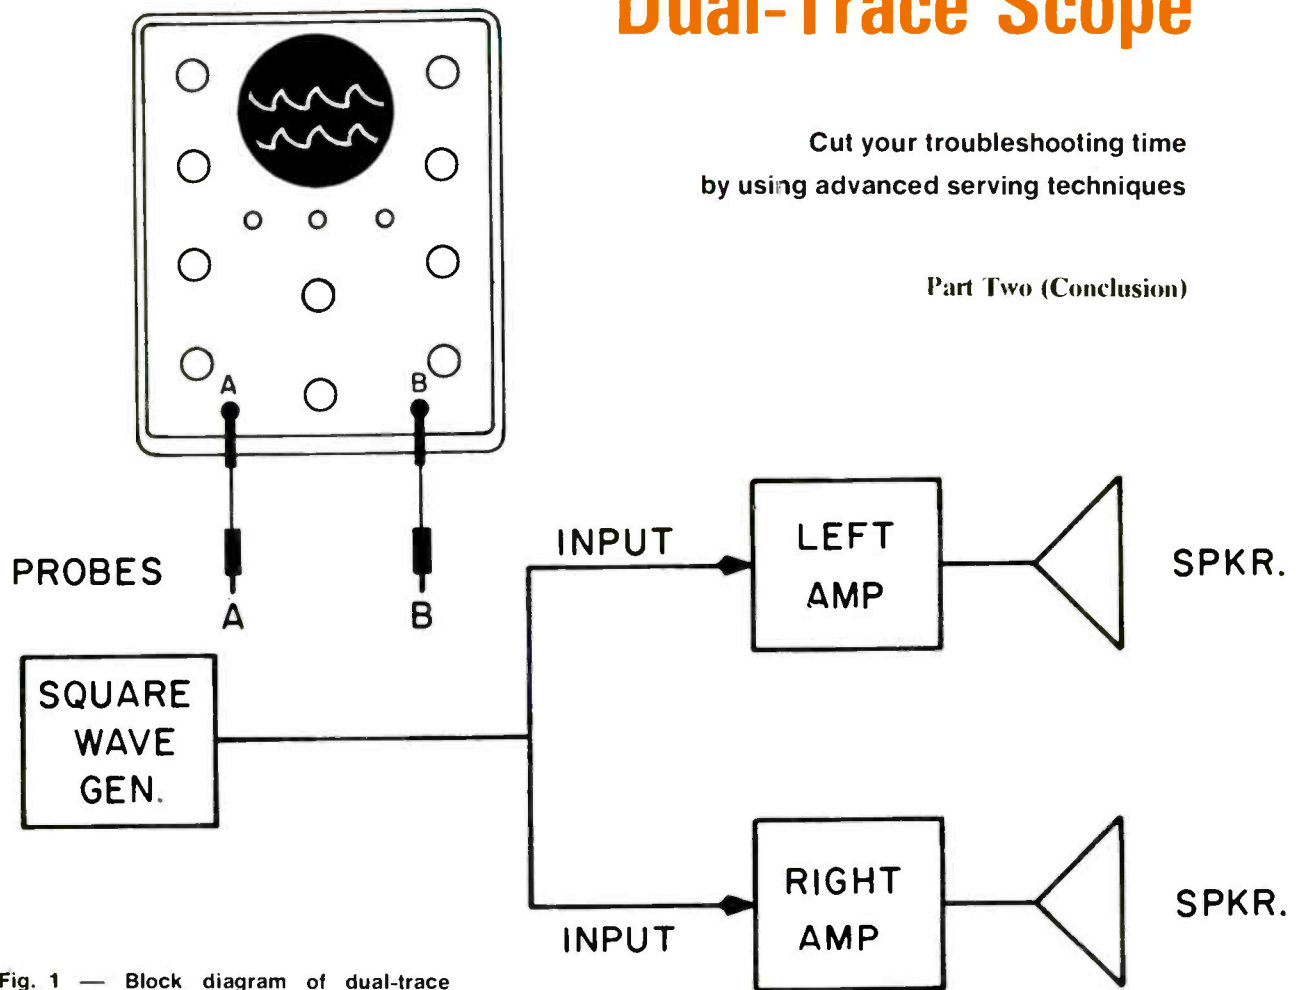 Dual-Trace Scope
Cut your troubleshooting time
by using advanced serving techniques
Part Two (Conclusion)
A
B
PROBES
A
B
INPUT
LEFT
AMP
SPKR.
SQUARE
WAVE
GEN.
INPUT
RIGHT
AMP
SPKR.
Fig. 1 — Block diagram of dual-trace